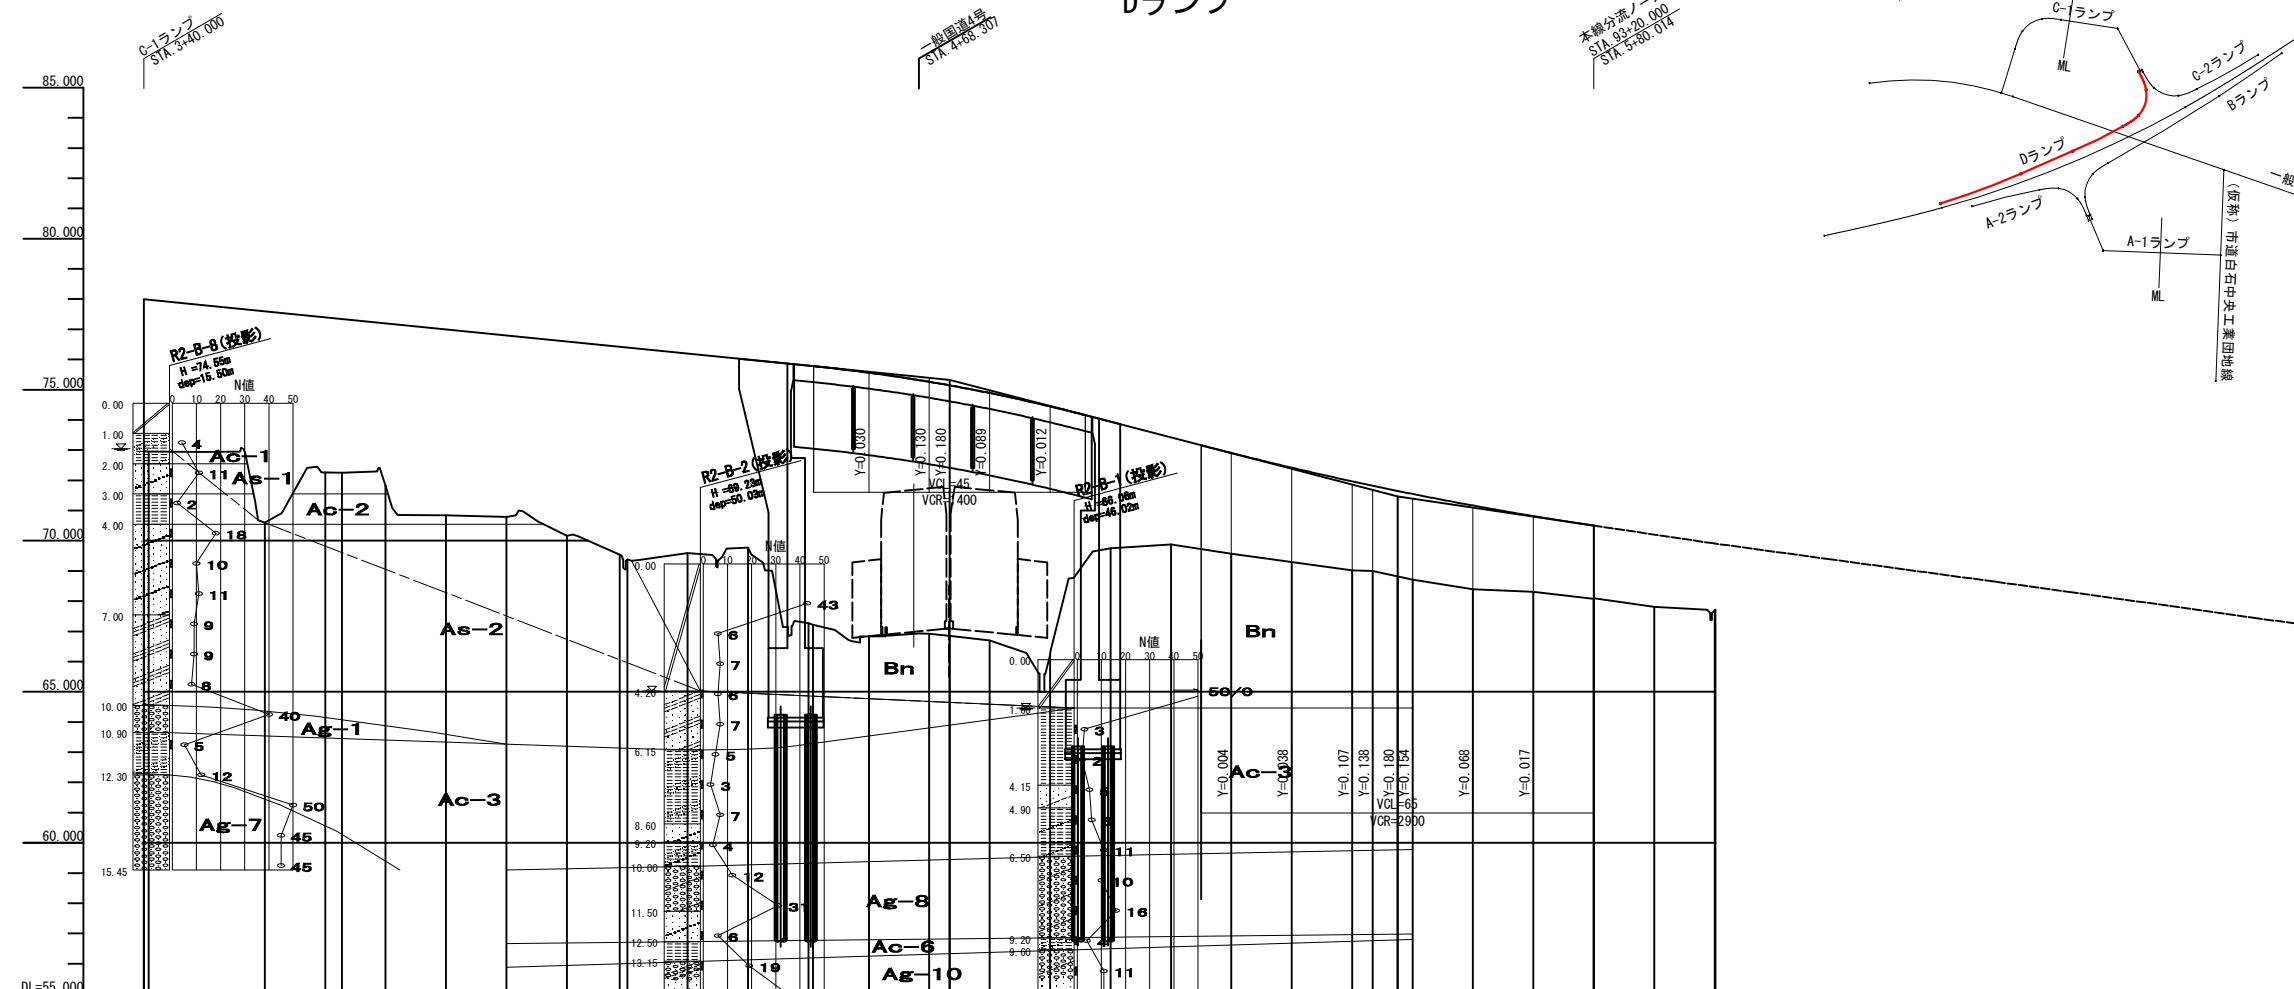 Dランプ
C-1ランプ
STA.3+40.000
一般国道4号
STA.4+68.307
STA.93+20.000
STA.5+80.014
C-1ランプ
ML
C-2ランプ
Bランプ
Dランプ
A-2ランプ
A-1ランプ
ML
(仮称)市道白石中央工業団地線
85.000
80.000
75.000
70.000
65.000
60.000
DL=55.000
R2-B-8(投影)
H =74.55m
dep=15.50m
N値
0 10 20 30 40 50
0.00
1.00
2.00
3.00
4.00
7.00
10.00
10.90
12.30
15.45
4
11
2
18
10
11
9
9
8
40
5
12
50
45
45
Ac-1
As-1
Ac-2
As-2
Ag-1
Ac-3
Ag-7
R2-B-2(投影)
H =69.23m
dep=50.03m
N値
0 10 20 30 40 50
0.00
4.20
6.15
8.60
9.20
10.00
11.50
12.50
13.15
43
6
7
6
7
5
3
7
4
12
31
6
19
Y=0.030
Y=0.130
Y=0.180
Y=0.089
Y=0.012
VCL=45
Bn
Ag-8
Ac-6
Ag-10
R2-B-1(投影)
H =66.06m
dep=46.02m
N値
0 10 20 30 40 50
0.00
4.15
4.90
6.50
9.20
9.60
50/0
3
2
11
10
16
11
Bn
Ac-3
Y=0.004
Y=0.038
Y=0.107
Y=0.138
Y=0.180
Y=0.154
Y=0.068
Y=0.017
VCL=65
VCR=2900